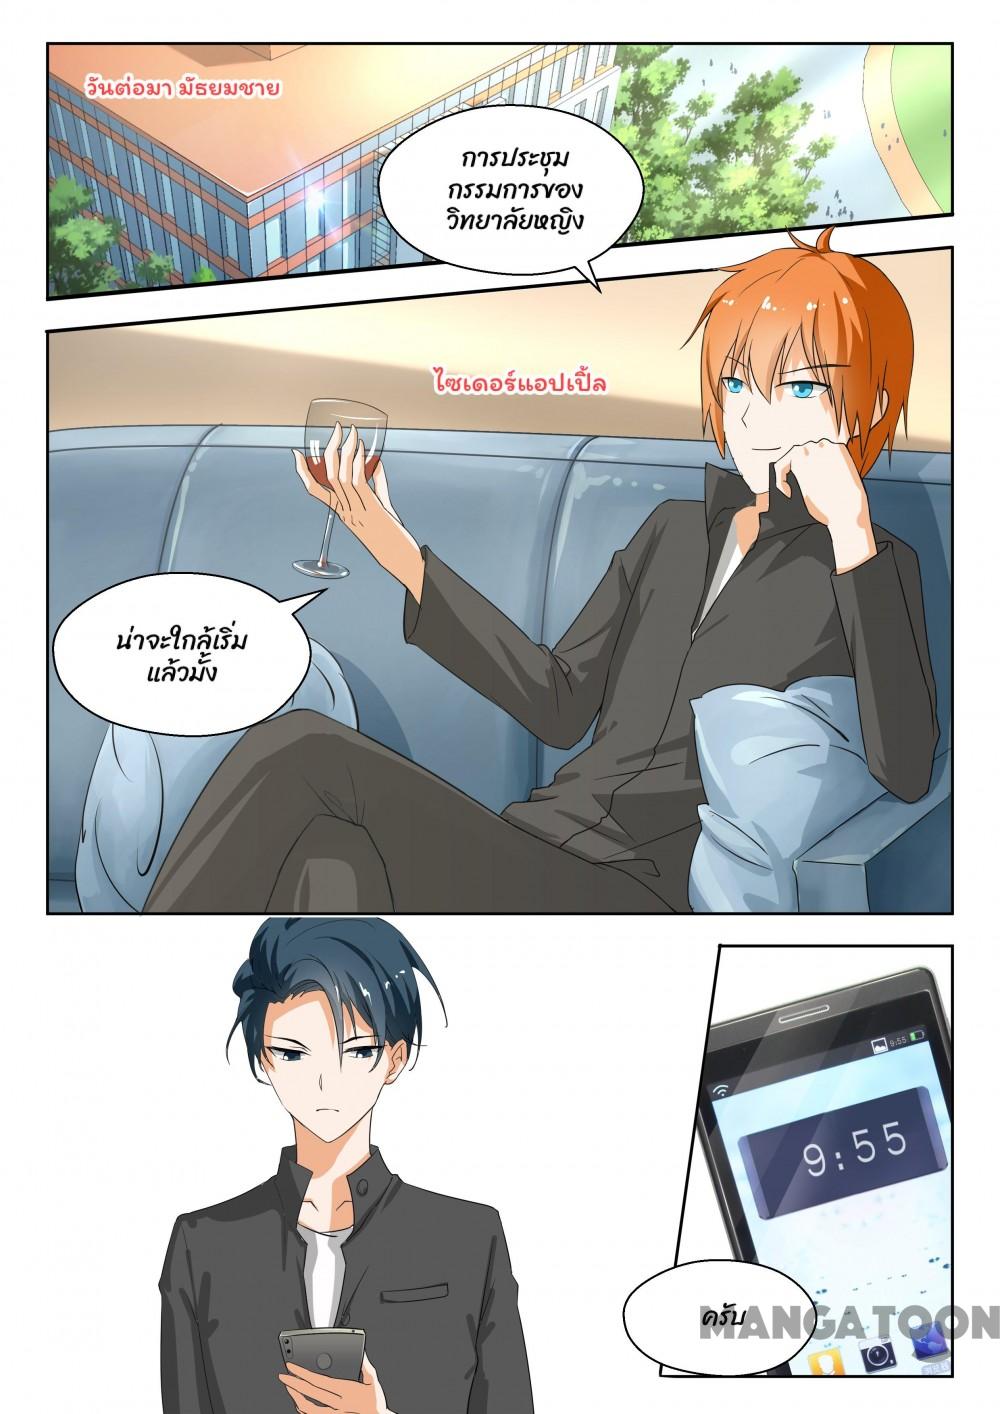 วันต่อมา มัธยมชาย
การประชุม
กรรมการของ
วิทยาลัยหญิง
ไซเดอร์แอปเปิ้ล
น่าจะใกล้เริ่ม
แล้วมั้ง
9:55
9:55
ครับ
MANGATOON